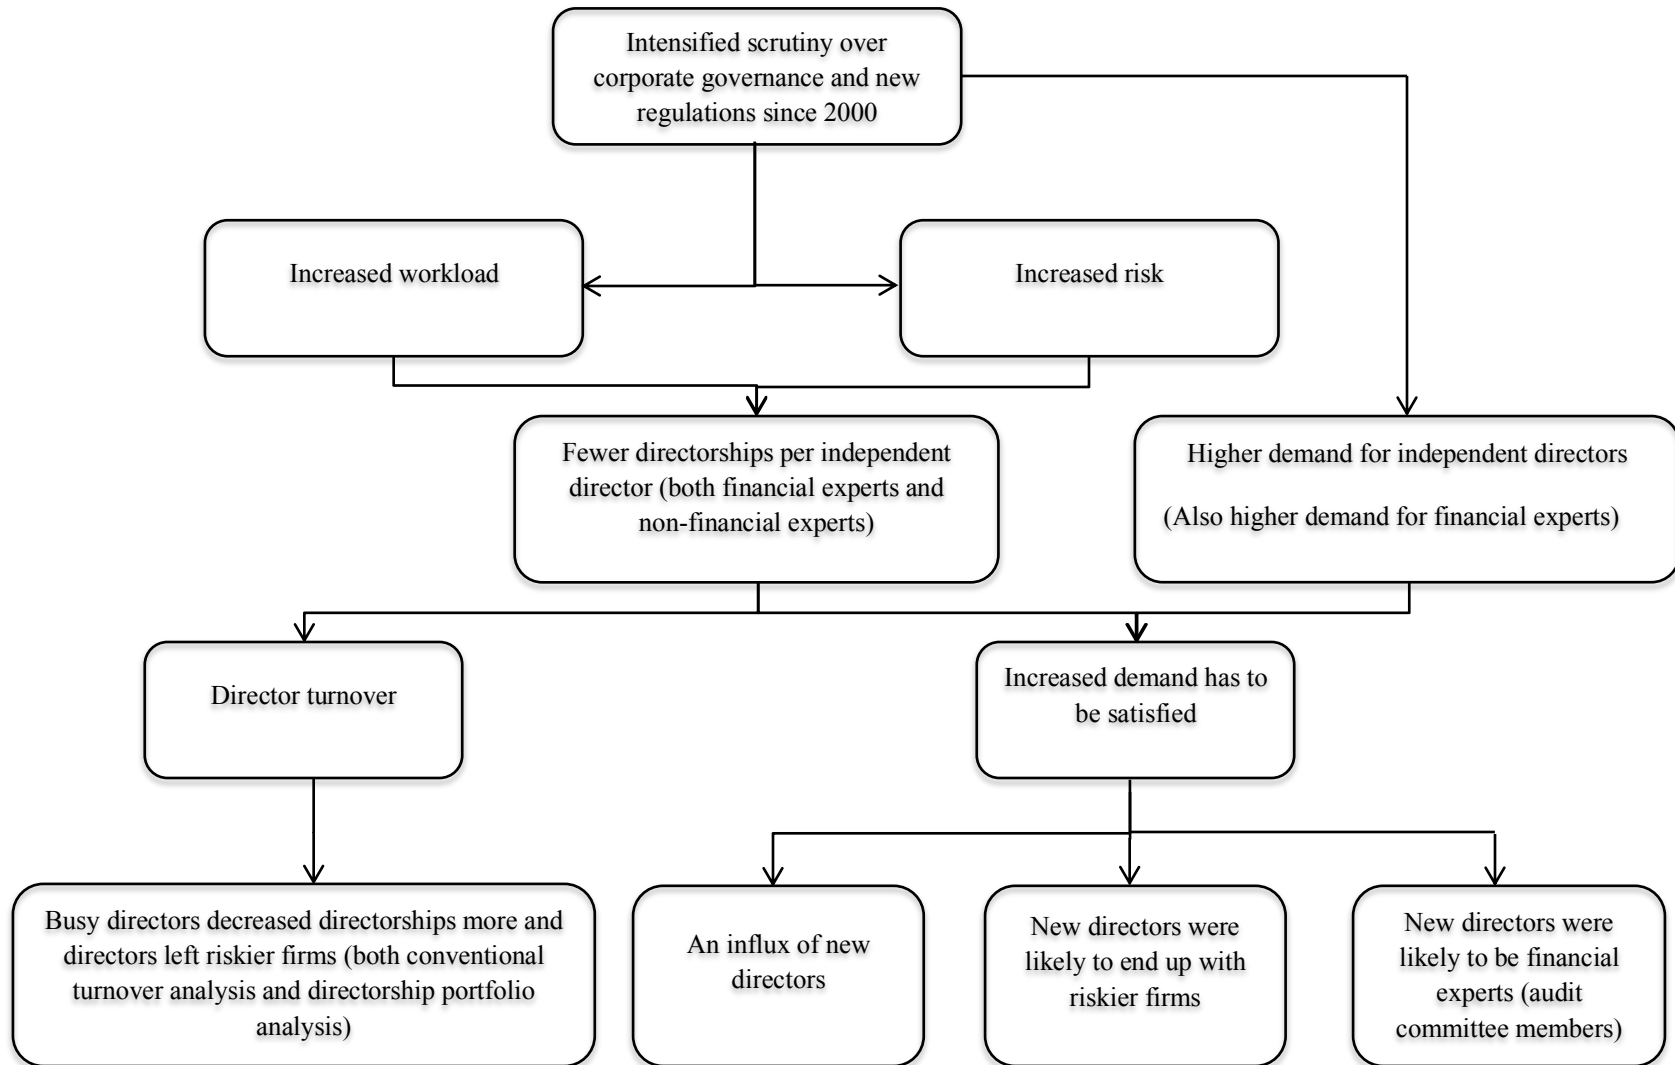 Intensified scrutiny over
corporate governance and new
regulations since 2000
Increased workload
Increased risk
Fewer directorships per independent
director (both financial experts and
non-financial experts)
Higher demand for independent directors
(Also higher demand for financial experts)
Director turnover
Increased demand has to
be satisfied
Busy directors decreased directorships more and
directors left riskier firms (both conventional
turnover analysis and directorship portfolio
analysis)
An influx of new
directors
New directors were
likely to end up with
riskier firms
New directors were
likely to be financial
experts (audit
committee members)